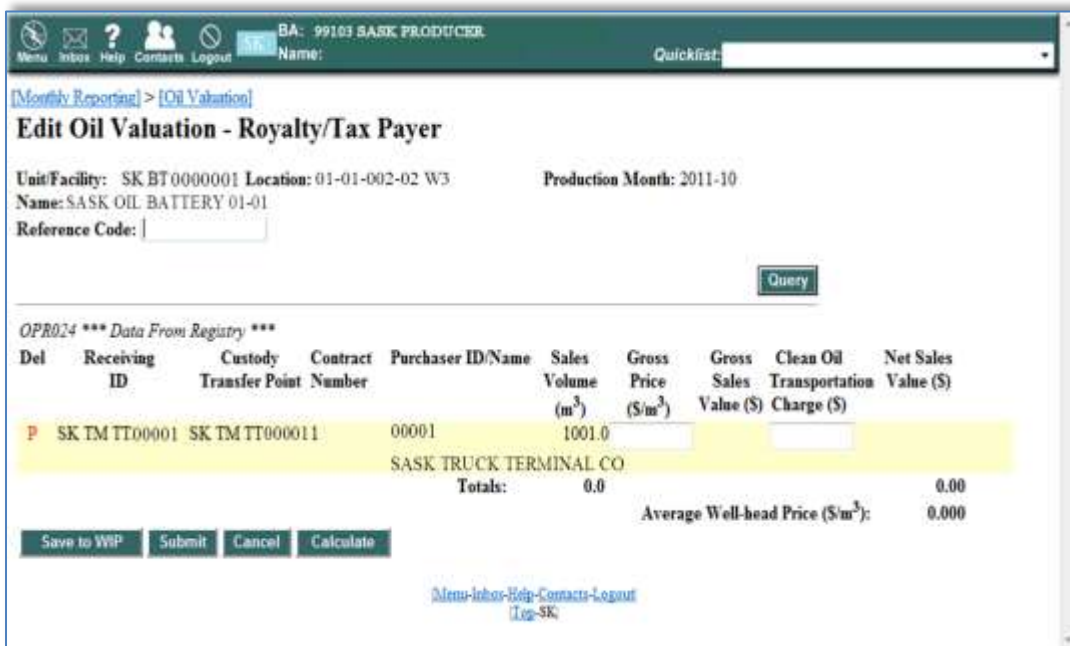 BA: 99103 SASK PRODUCER
SK
Name:
Quicklist:
Menu Inbox Help Contacts Logout
[Monthly Reporting] > [Oil Valuation]
Edit Oil Valuation - Royalty/Tax Payer
Unit/Facility: SK BT 0000001 Location: 01-01-002-02 W3 Production Month: 2011-10
Name: SASK OIL BATTERY 01-01
Reference Code:
Query
OPR024 *** Data From Registry ***
Del Receiving Custody Contract Purchaser ID/Name Sales Gross Gross Clean Oil Net Sales
ID Transfer Point Number Volume Price Sales Transportation Value ($)
(m³) ($/m³) Value ($) Charge ($)
P SK TM TT00001 SK TM TT000011 00001 1001.0
SASK TRUCK TERMINAL CO
Totals: 0.0 0.00
Average Well-head Price ($/m³): 0.000
Save to WIP Submit Cancel Calculate
[Menu-Inbox-Help-Contacts-Logout
[Top-SK]